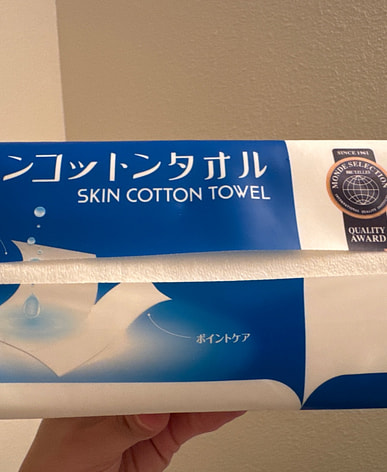 ンコットンタオル
SKIN COTTON TOWEL
SINCE 1961
MONDE SELECTION
BRUXELLES
QUALITY
AWARD
ポイントケア